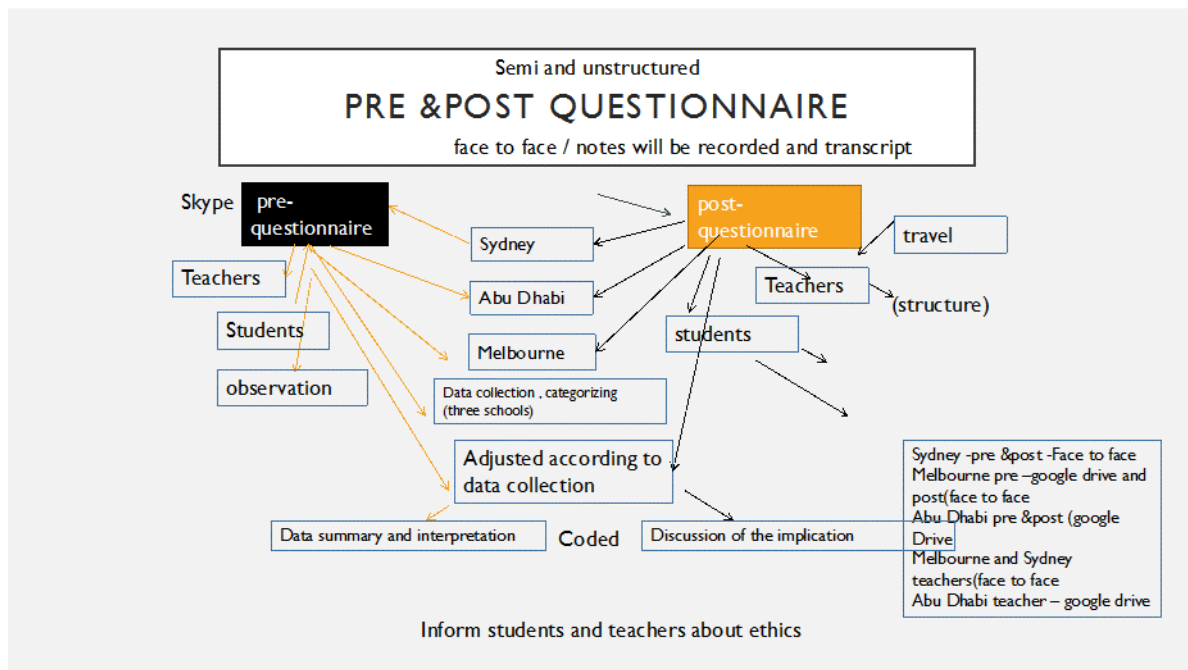 Semi and unstructured
PRE &POST QUESTIONNAIRE
face to face / notes will be recorded and transcript
Skype
pre-
questionnaire
post-
questionnaire
travel
Sydney
Teachers
Teachers
Abu Dhabi
(structure)
Students
students
Melbourne
observation
Data collection , categorizing
(three schools)
Adjusted according to
data collection
Sydney -pre &post -Face to face
Melbourne pre –google drive and
post(face to face
Abu Dhabi pre &post (google
Drive
Melbourne and Sydney
teachers(face to face
Abu Dhabi teacher – google drive
Data summary and interpretation
Coded
Discussion of the implication
Inform students and teachers about ethics